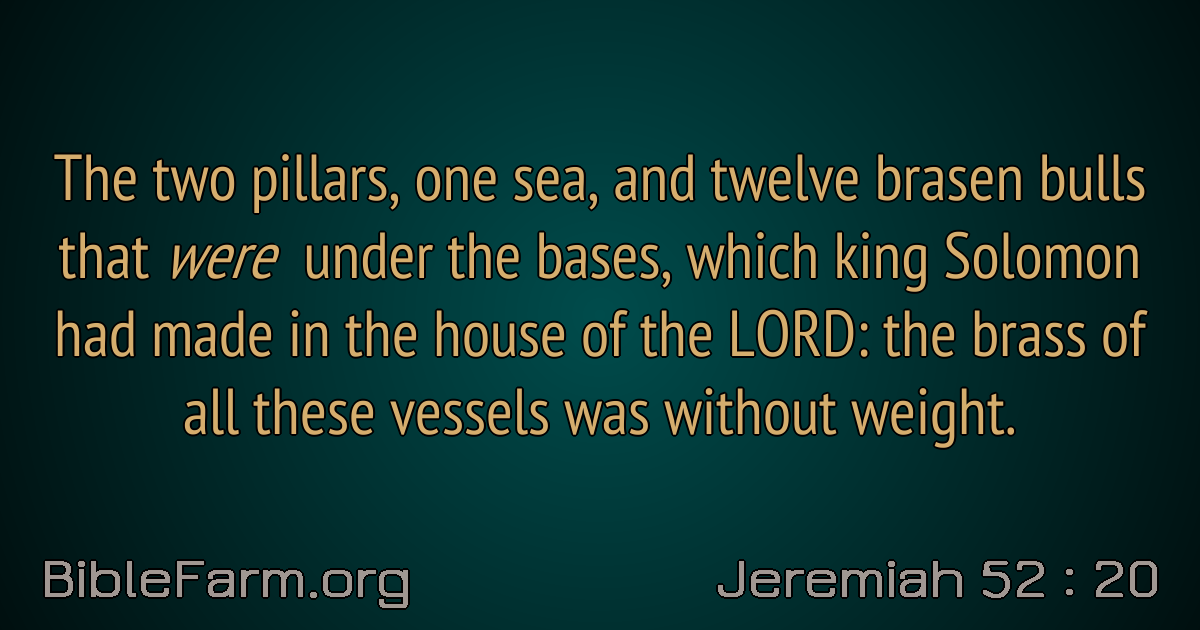 The two pillars, one sea, and twelve brasen bulls
that were under the bases, which king Solomon
had made in the house of the LORD: the brass of
all these vessels was without weight.
BibleFarm.org
Jeremiah 52 : 20